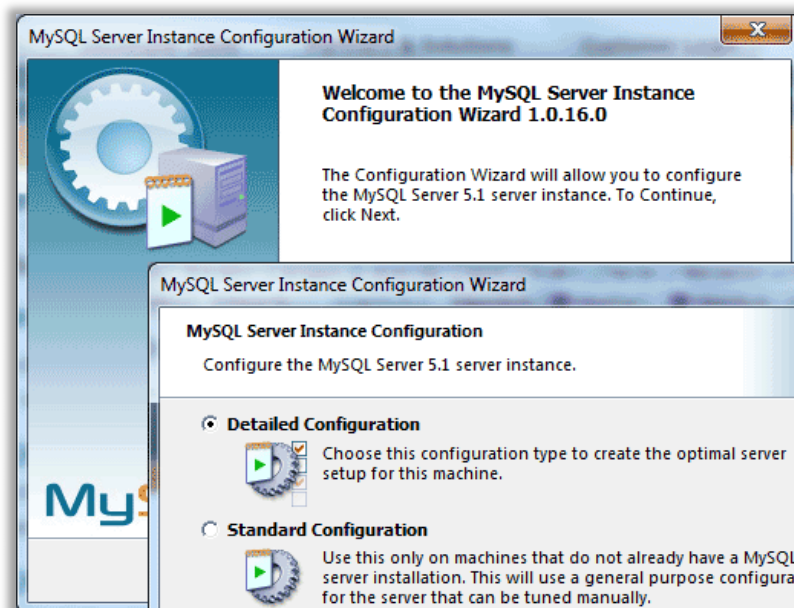 MySQL Server Instance Configuration Wizard
Welcome to the MySQL Server Instance
Configuration Wizard 1.0.16.0
The Configuration Wizard will allow you to configure
the MySQL Server 5.1 server instance. To Continue,
click Next.
MySQL Server Instance Configuration Wizard
MySQL Server Instance Configuration
Configure the MySQL Server 5.1 server instance.
Detailed Configuration
Choose this configuration type to create the optimal server
setup for this machine.
My
Standard Configuration
Use this only on machines that do not already have a MySQL
server installation. This will use a general purpose configura
for the server that can be tuned manually.